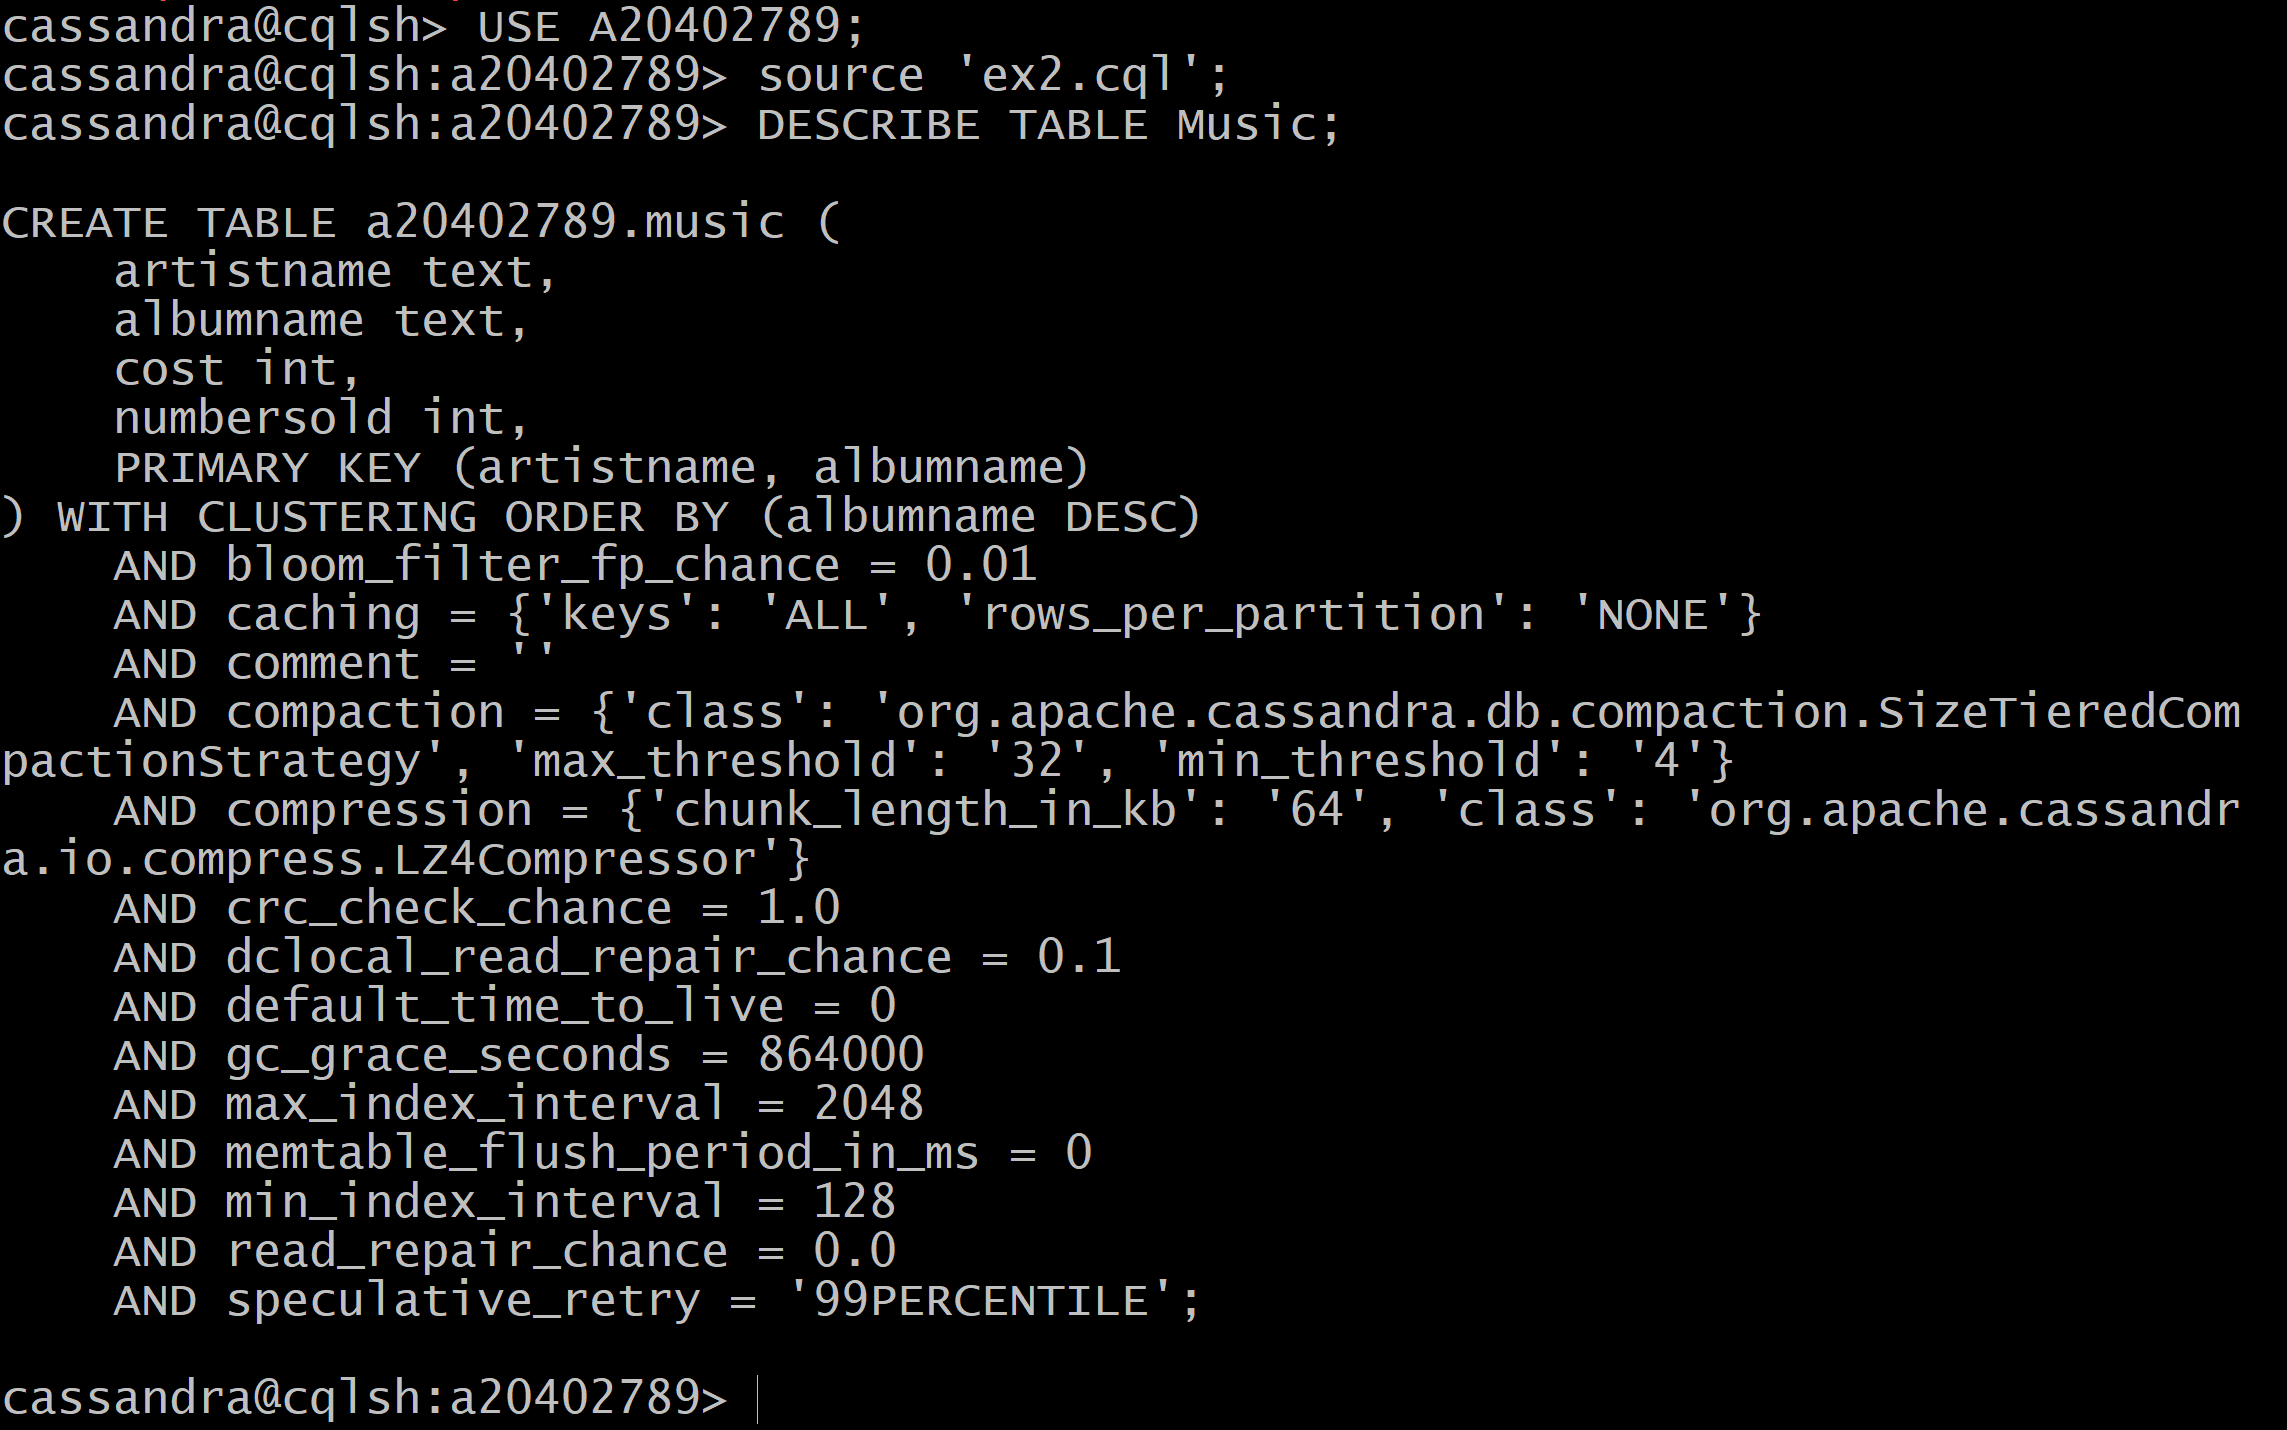 cassandra@cqlsh> USE A20402789;
cassandra@cqlsh:a20402789> source 'ex2.cql';
cassandra@cqlsh:a20402789> DESCRIBE TABLE Music;
CREATE TABLE a20402789.music (
    artistname text,
    albumname text,
    cost int,
    numbersold int,
    PRIMARY KEY (artistname, albumname)
) WITH CLUSTERING ORDER BY (albumname DESC)
    AND bloom_filter_fp_chance = 0.01
    AND caching = {'keys': 'ALL', 'rows_per_partition': 'NONE'}
    AND comment = ''
    AND compaction = {'class': 'org.apache.cassandra.db.compaction.SizeTieredCom
pactionStrategy', 'max_threshold': '32', 'min_threshold': '4'}
    AND compression = {'chunk_length_in_kb': '64', 'class': 'org.apache.cassandr
a.io.compress.LZ4Compressor'}
    AND crc_check_chance = 1.0
    AND dclocal_read_repair_chance = 0.1
    AND default_time_to_live = 0
    AND gc_grace_seconds = 864000
    AND max_index_interval = 2048
    AND memtable_flush_period_in_ms = 0
    AND min_index_interval = 128
    AND read_repair_chance = 0.0
    AND speculative_retry = '99PERCENTILE';
cassandra@cqlsh:a20402789>